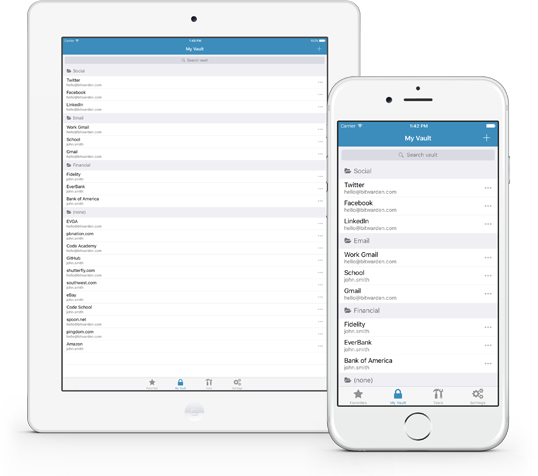 1:42 PM
My Vault
+
Search vault
Social
Twitter
hello@bitwarden.com
Facebook
hello@bitwarden.com
LinkedIn
hello@bitwarden.com
Email
Work Gmail
hello@bitwarden.com
School
john.smith
Gmail
hello@bitwarden.com
Financial
Fidelity
john.smith
EverBank
john.smith
Bank of America
john.smith
(none)
EVGA
hello@bitwarden.com
pbnation.com
john.smith
Code Academy
hello@bitwarden.com
GitHub
john.smith
shutterfly.com
hello@bitwarden.com
southwest.com
john.smith
eBay
john.smith
Code School
john.smith
spoon.net
hello@bitwarden.com
pingdom.com
hello@bitwarden.com
Amazon
john.smith
Favorites
My Vault
Tools
Settings
Carrier
1:42 PM
My Vault
+
Search vault
Social
Twitter
hello@bitwarden.com
Facebook
hello@bitwarden.com
LinkedIn
hello@bitwarden.com
Email
Work Gmail
hello@bitwarden.com
School
john.smith
Gmail
hello@bitwarden.com
Financial
Fidelity
john.smith
EverBank
john.smith
Bank of America
john.smith
(none)
Favorites
My Vault
Tools
Settings